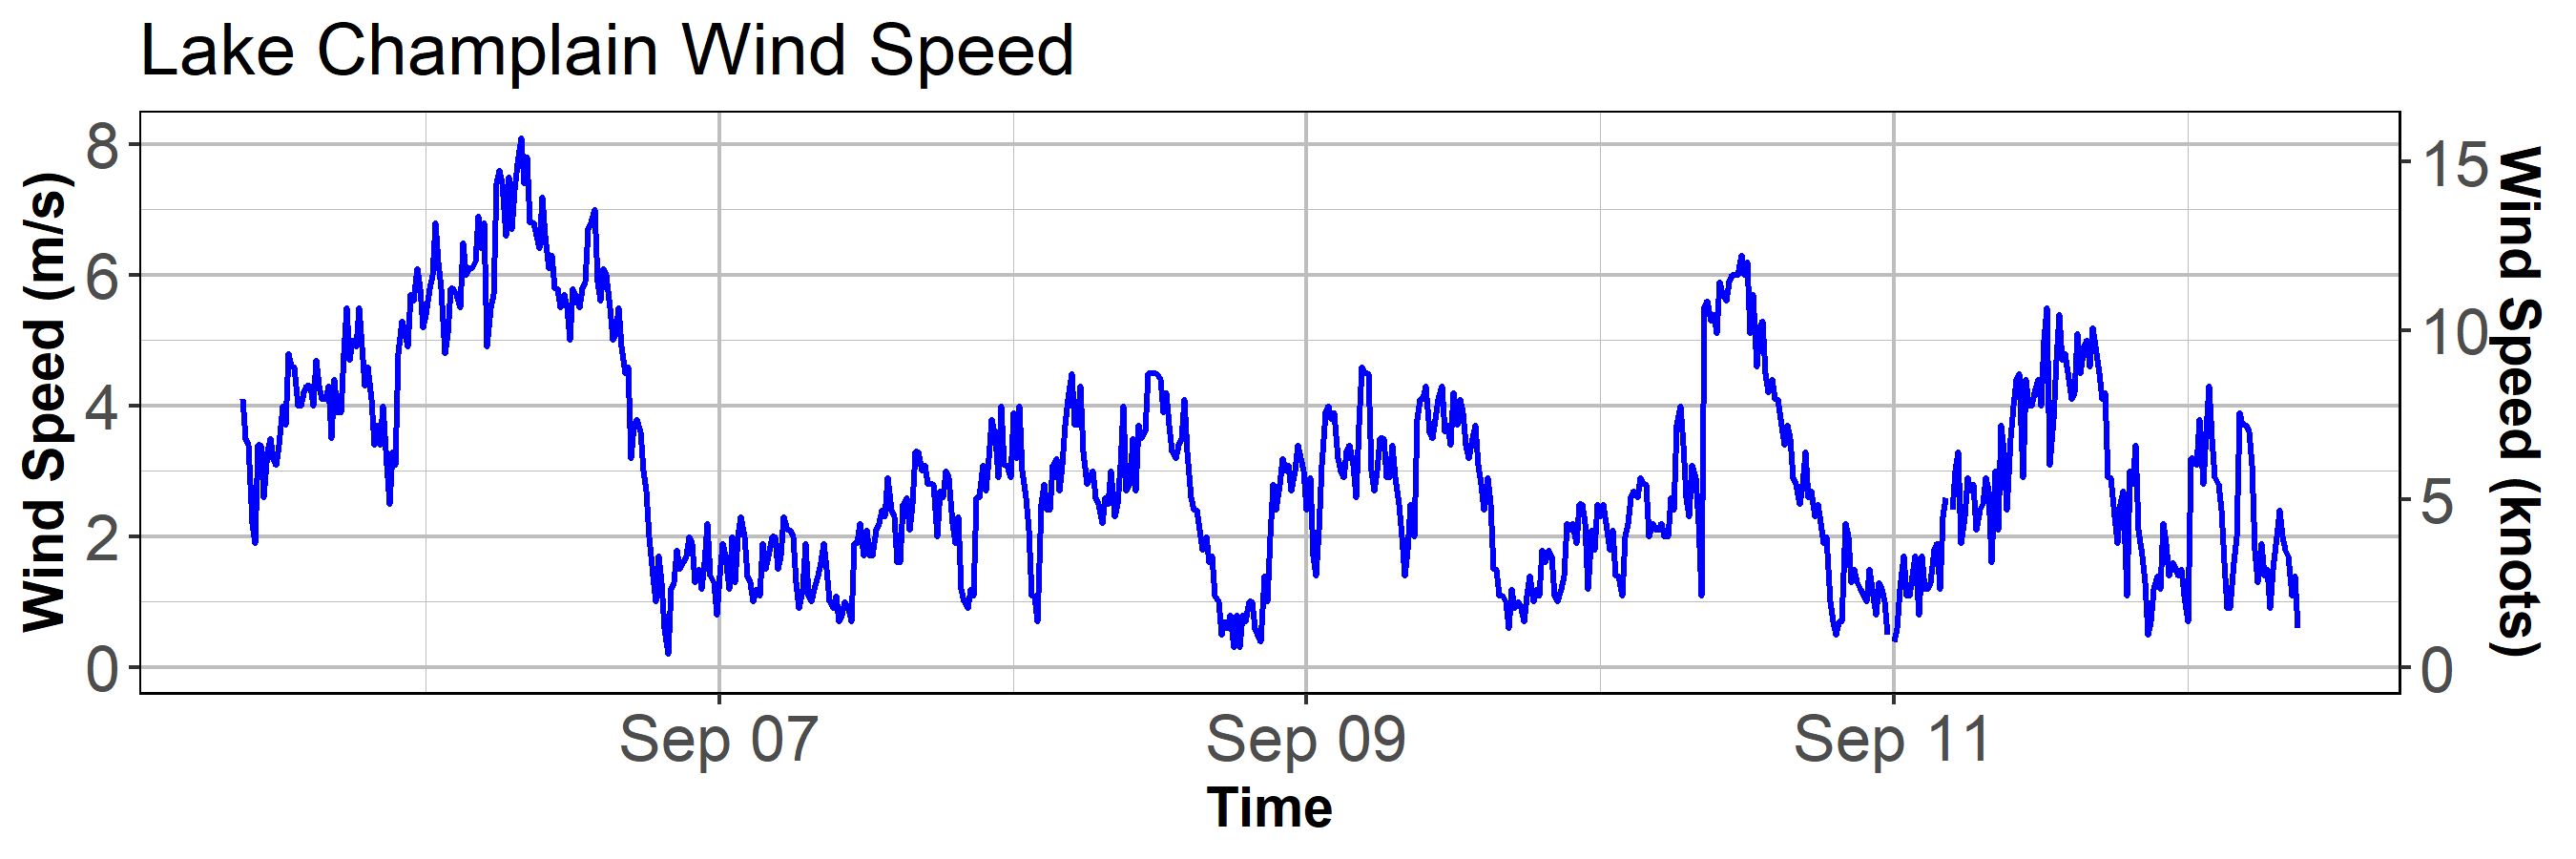 Lake Champlain Wind Speed
Wind Speed (m/s)
8
6
4
2
0
15
10
5
0
Wind Speed (knots)
Sep 07
Sep 09
Sep 11
Time